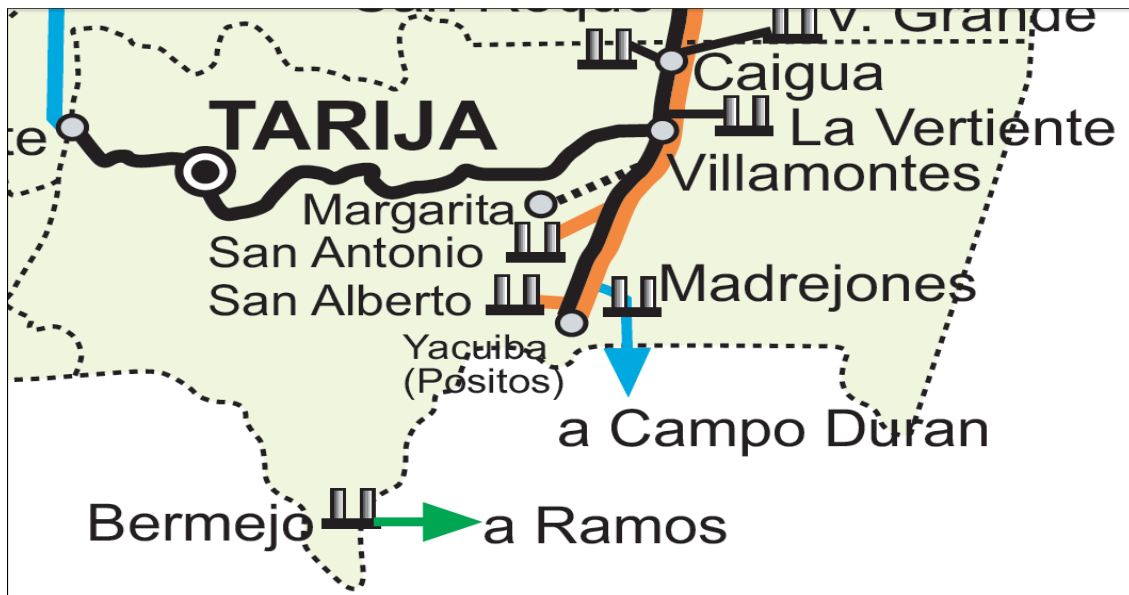 V. Grande
Caigua
TARIJA
La Vertiente
Villamontes
Margarita
San Antonio
Madrejones
San Alberto
Yacuiba
(Positos)
a Campo Duran
Bermejo
a Ramos